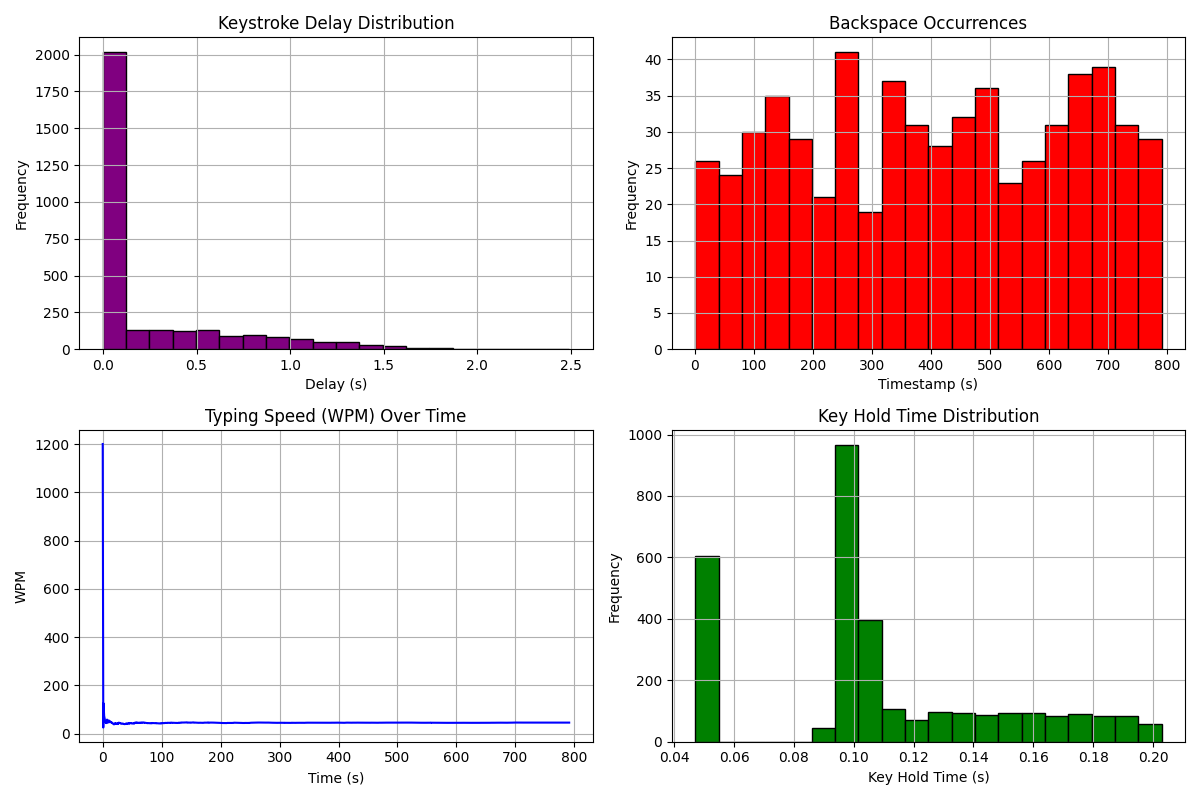 Keystroke Delay Distribution
Frequency
2000
1750
1500
1250
1000
750
500
250
0
0.0 0.5 1.0 1.5 2.0 2.5
Delay (s)
Backspace Occurrences
Frequency
40
35
30
25
20
15
10
5
0
0 100 200 300 400 500 600 700 800
Timestamp (s)
Typing Speed (WPM) Over Time
WPM
1200
1000
800
600
400
200
0
0 100 200 300 400 500 600 700 800
Time (s)
Key Hold Time Distribution
Frequency
1000
800
600
400
200
0
0.04 0.06 0.08 0.10 0.12 0.14 0.16 0.18 0.20
Key Hold Time (s)